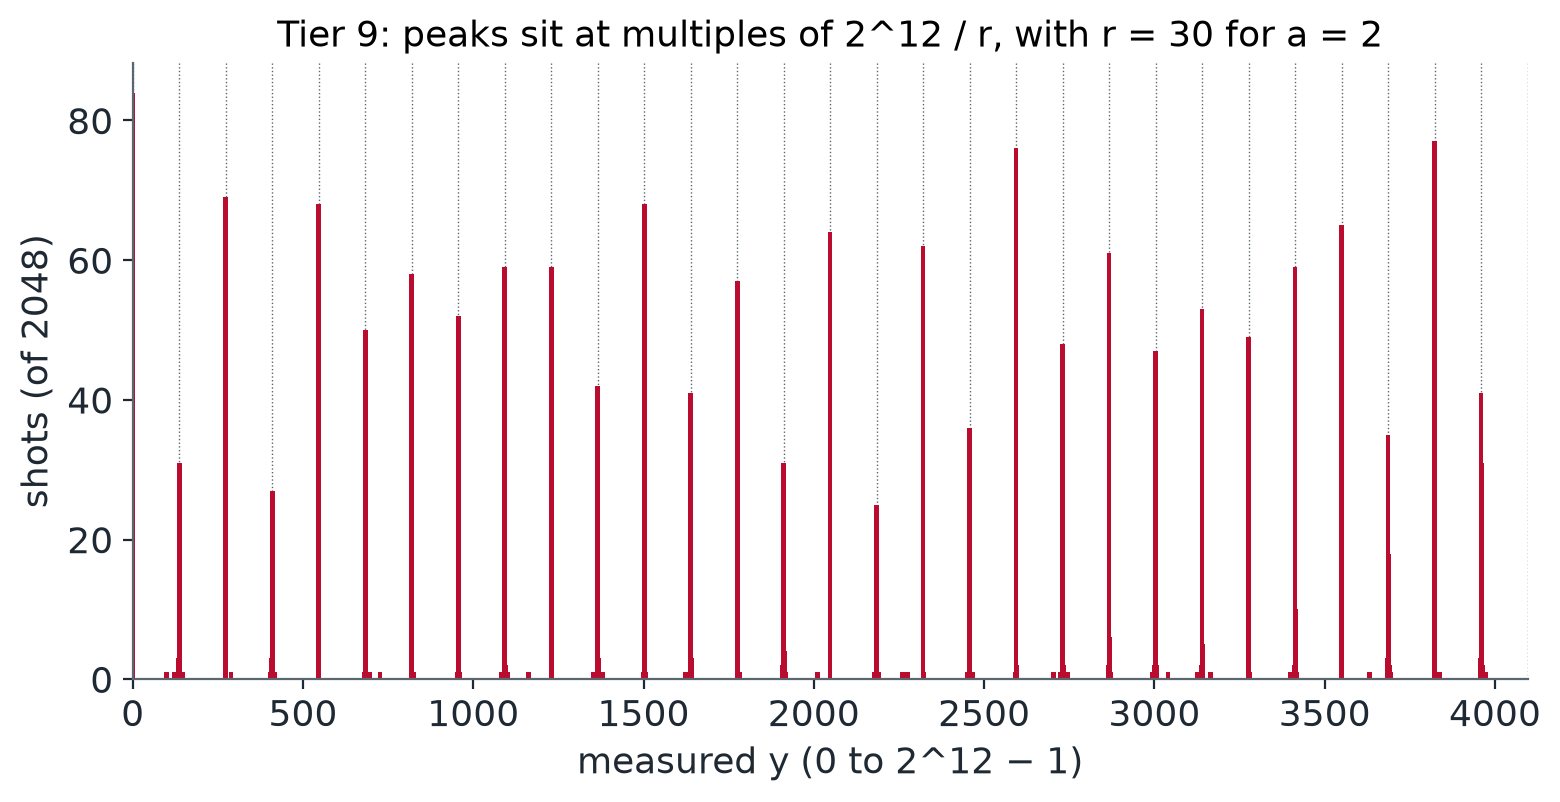 Tier 9: peaks sit at multiples of 2^12 / r, with r = 30 for a = 2
shots (of 2048)
80
60
40
20
0
0 500 1000 1500 2000 2500 3000 3500 4000
measured y (0 to 2^12 − 1)